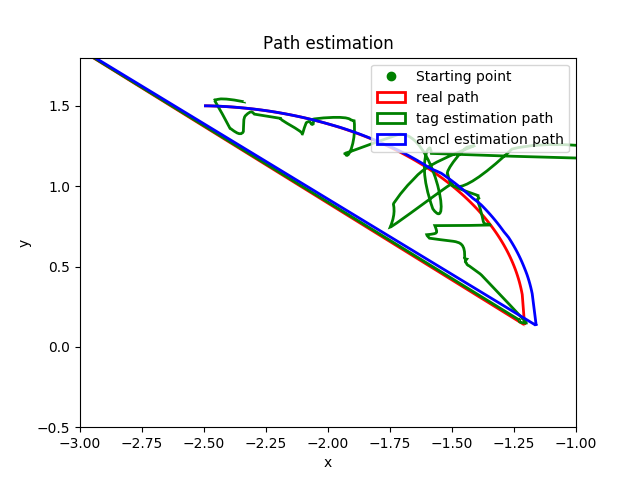 Path estimation
Starting point
real path
tag estimation path
amcl estimation path
1.5
1.0
0.5
0.0
−0.5
y
−3.00 −2.75 −2.50 −2.25 −2.00 −1.75 −1.50 −1.25 −1.00
x